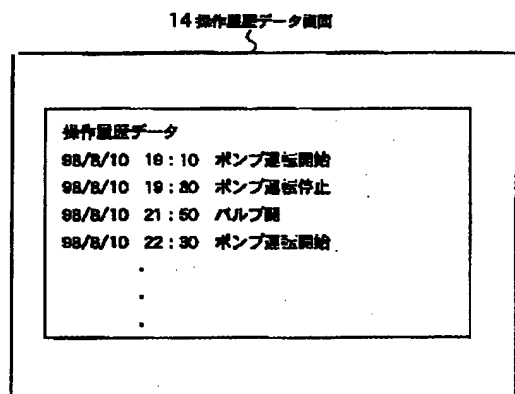 14 操作履歴データ画面
操作履歴データ
98/8/10 19:10 ポンプ運転開始
98/8/10 19:30 ポンプ運転停止
98/8/10 21:50 バルブ開
98/8/10 22:30 ポンプ運転開始